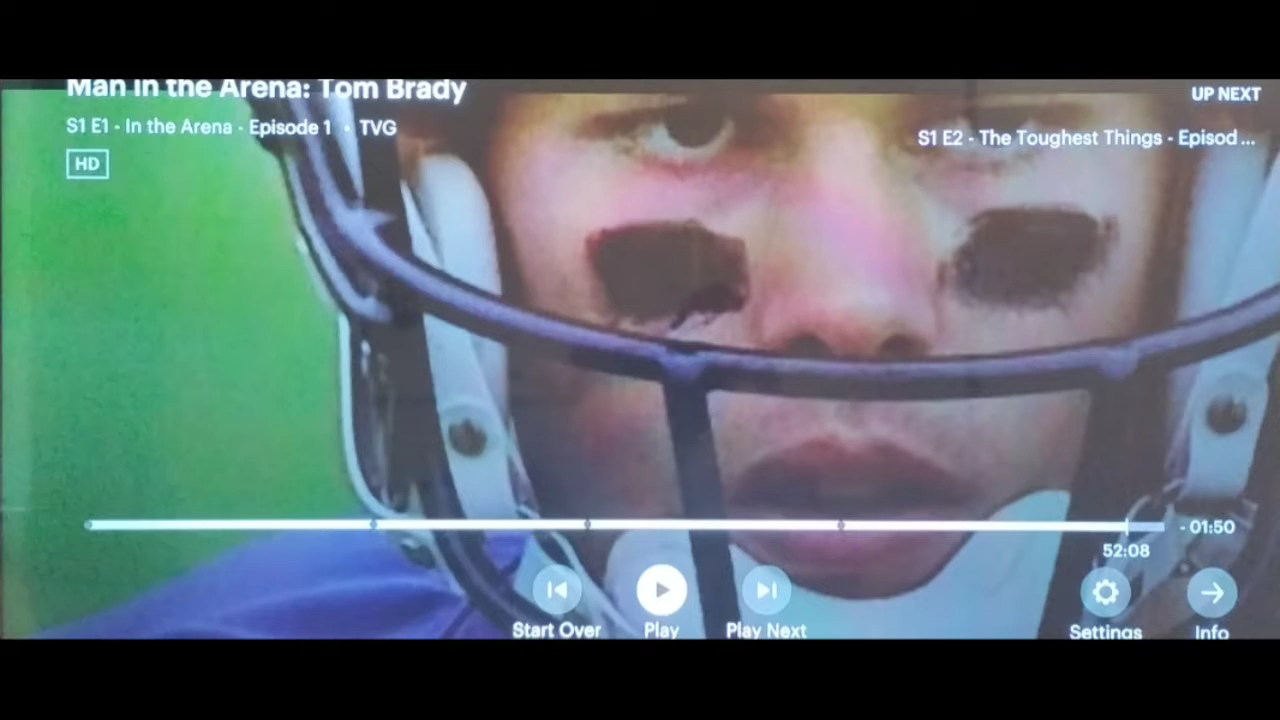 Man in the Arena: Tom Brady
UP NEXT
S1 E1 • In the Arena - Episode 1 • TVG
S1 E2 - The Toughest Things - Episod ...
HD
- 01:50
52:08
Start Over
Play
Play Next
Settings
Info